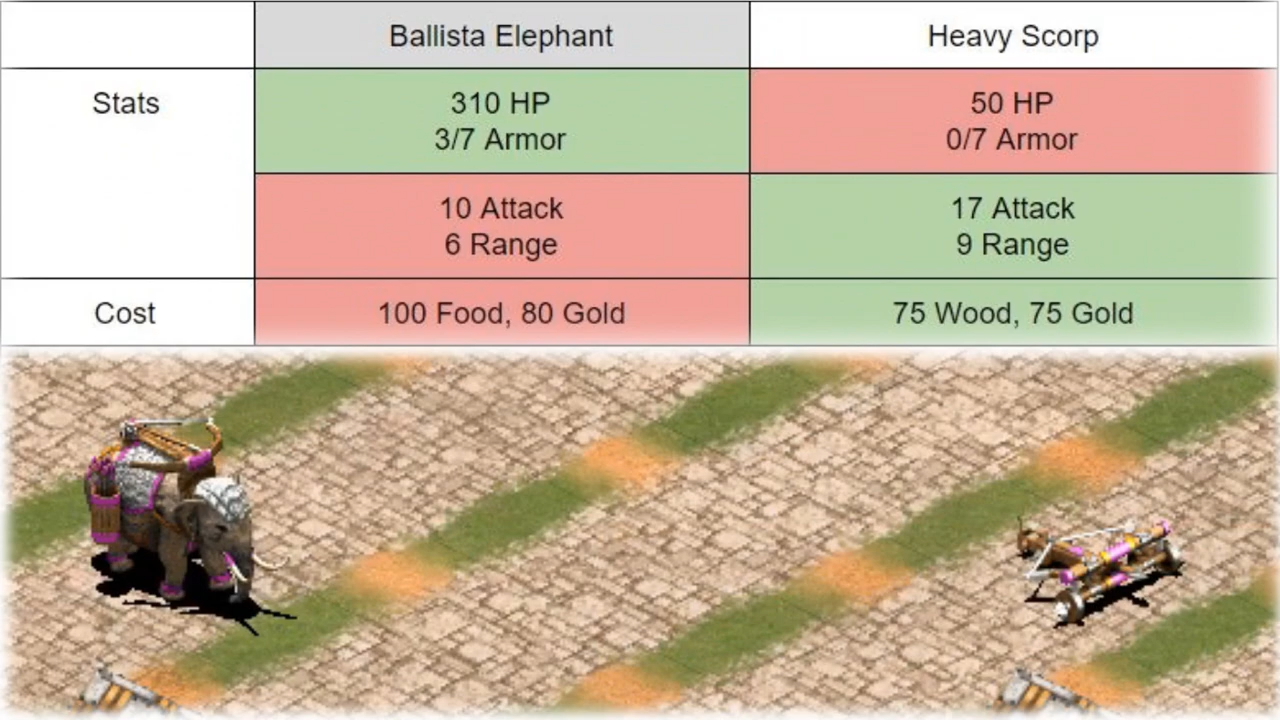 Ballista Elephant
Heavy Scorp
Stats
310 HP
3/7 Armor
50 HP
0/7 Armor
10 Attack
6 Range
17 Attack
9 Range
Cost
100 Food, 80 Gold
75 Wood, 75 Gold